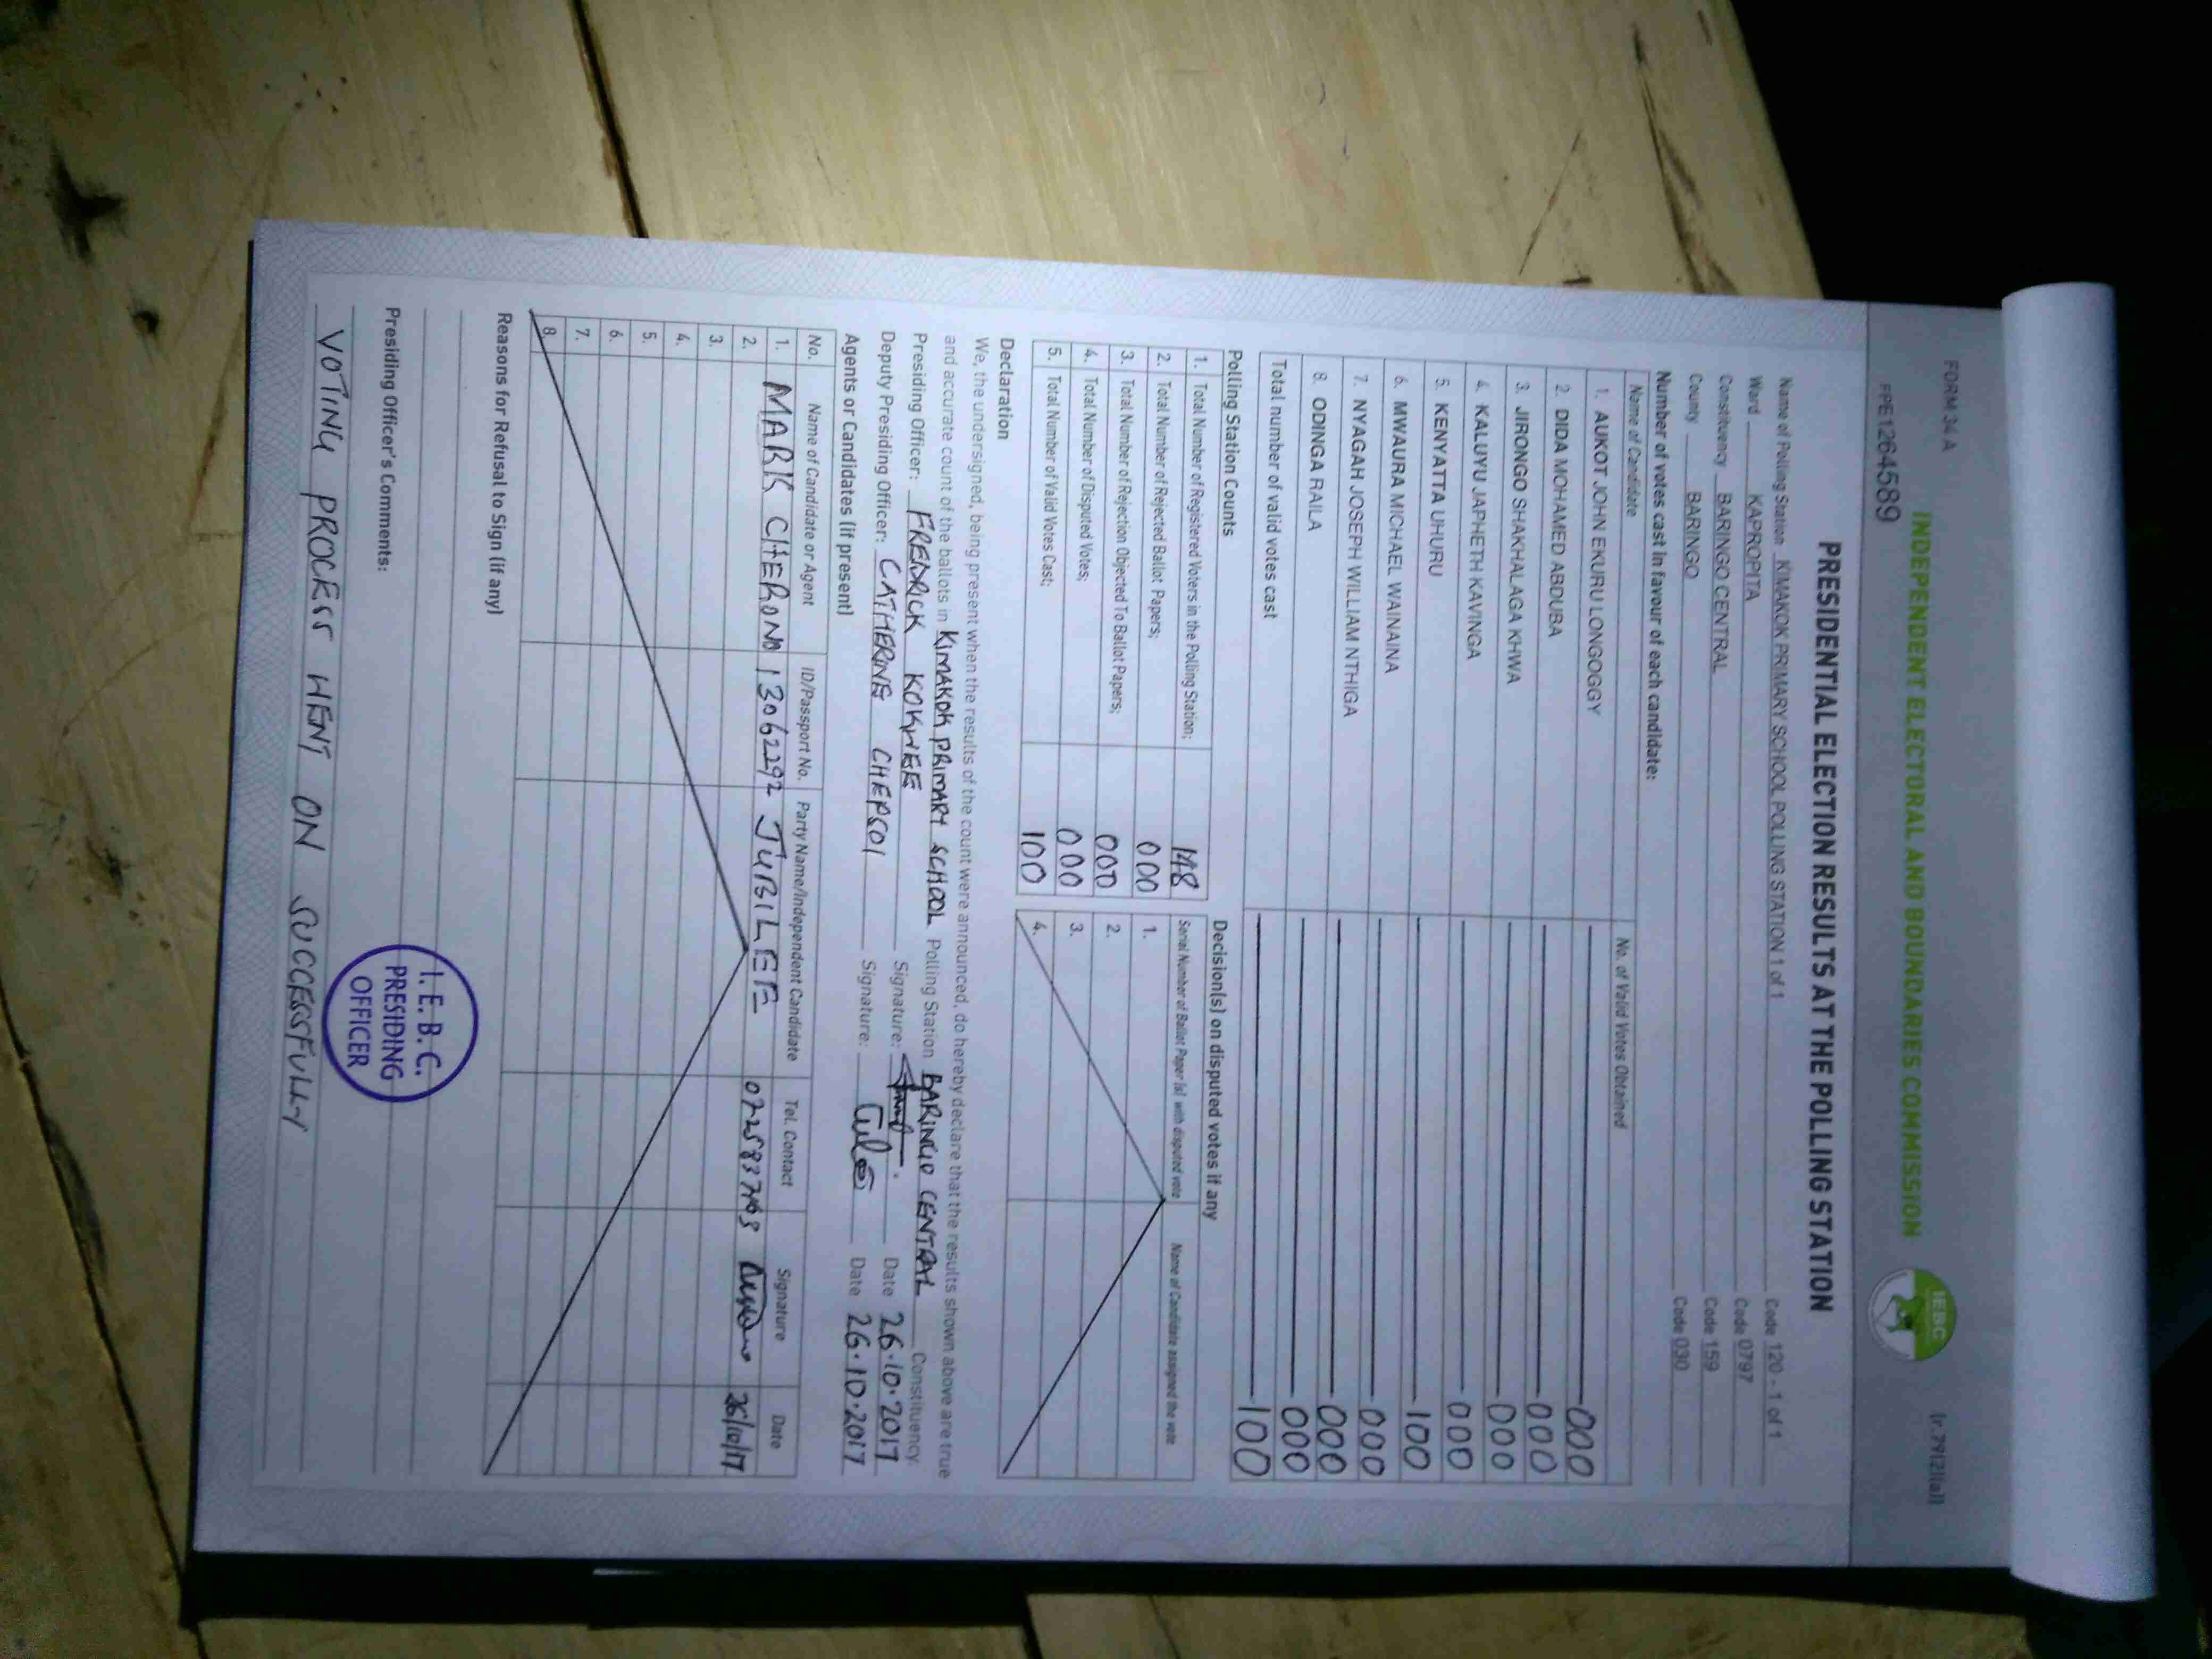 FORM 34 A
(r.79(2)(a))
INDEPENDENT ELECTORAL AND BOUNDARIES COMMISSION
IEBC
PRESIDENTIAL ELECTION RESULTS AT THE POLLING STATION
Name of Polling Station KIMAKOK PRIMARY SCHOOL POLLING STATION 1 of 1 Code 120 - 1 of 1
Ward KAPROPITA Code 0797
Constituency BARINGO CENTRAL Code 159
County BARINGO Code 030
Number of votes cast in favour of each candidate:
Name of Candidate No. of Valid Votes Obtained
1. AUKOT JOHN EKURU LONGOGGY 000
2. DIDA MOHAMED ABDUBA 000
3. JIRONGO SHAKHALAGA KHWA 000
4. KALUYU JAPHETH KAVINGA 000
5. KENYATTA UHURU 100
6. MWAURA MICHAEL WAINAINA 000
7. NYAGAH JOSEPH WILLIAM NTHIGA 000
8. ODINGA RAILA 000
Total number of valid votes cast 100
Polling Station Counts
1. Total Number of Registered Voters in the Polling Station; 148
2. Total Number of Rejected Ballot Papers; 000
3. Total Number of Rejection Objected To Ballot Papers; 000
4. Total Number of Disputed Votes; 000
5. Total Number of Valid Votes Cast; 100
Decision(s) on disputed votes if any
Serial Number of Ballot Paper (s) with disputed vote Name of Candidate assigned the vote
1.
2.
3.
4.
Declaration
We, the undersigned, being present when the results of the count were announced, do hereby declare that the results shown above are true
and accurate count of the ballots in KIMAKOK PRIMARY SCHOOL Polling Station BARINGO CENTRAL Constituency.
Presiding Officer: FREDRICK KOKWEE Signature: Date 26.10.2017
Deputy Presiding Officer: CATHERINE CHEPSOI Signature: Date 26.10.2017
Agents or Candidates (if present)
No. Name of Candidate or Agent ID/Passport No. Party Name/Independent Candidate Tel. Contact Signature Date
1. MARK CHERONO 13062292 JUBILEE 26/10/17
2.
3.
4.
5.
6.
7.
8.
Reasons for Refusal to Sign (if any)
Presiding Officer's Comments:
VOTING PROCESS WENT ON SUCCESSFULLY
I. E. B. C.
PRESIDING
OFFICER